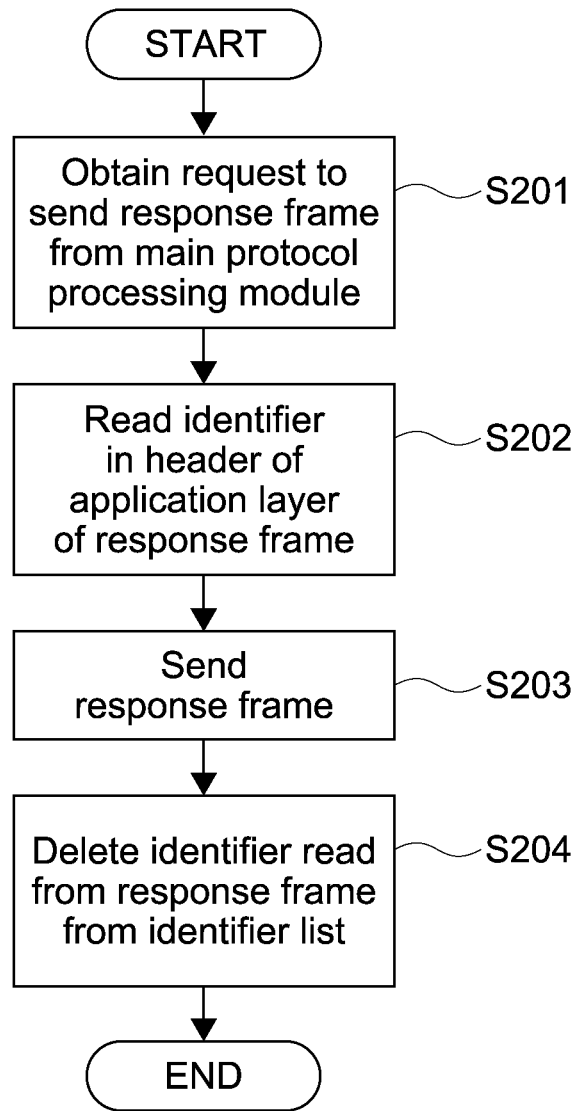 START
Obtain request to
send response frame
from main protocol
processing module
S201
Read identifier
in header of
application layer
of response frame
S202
Send
response frame
S203
Delete identifier read
from response frame
from identifier list
S204
END